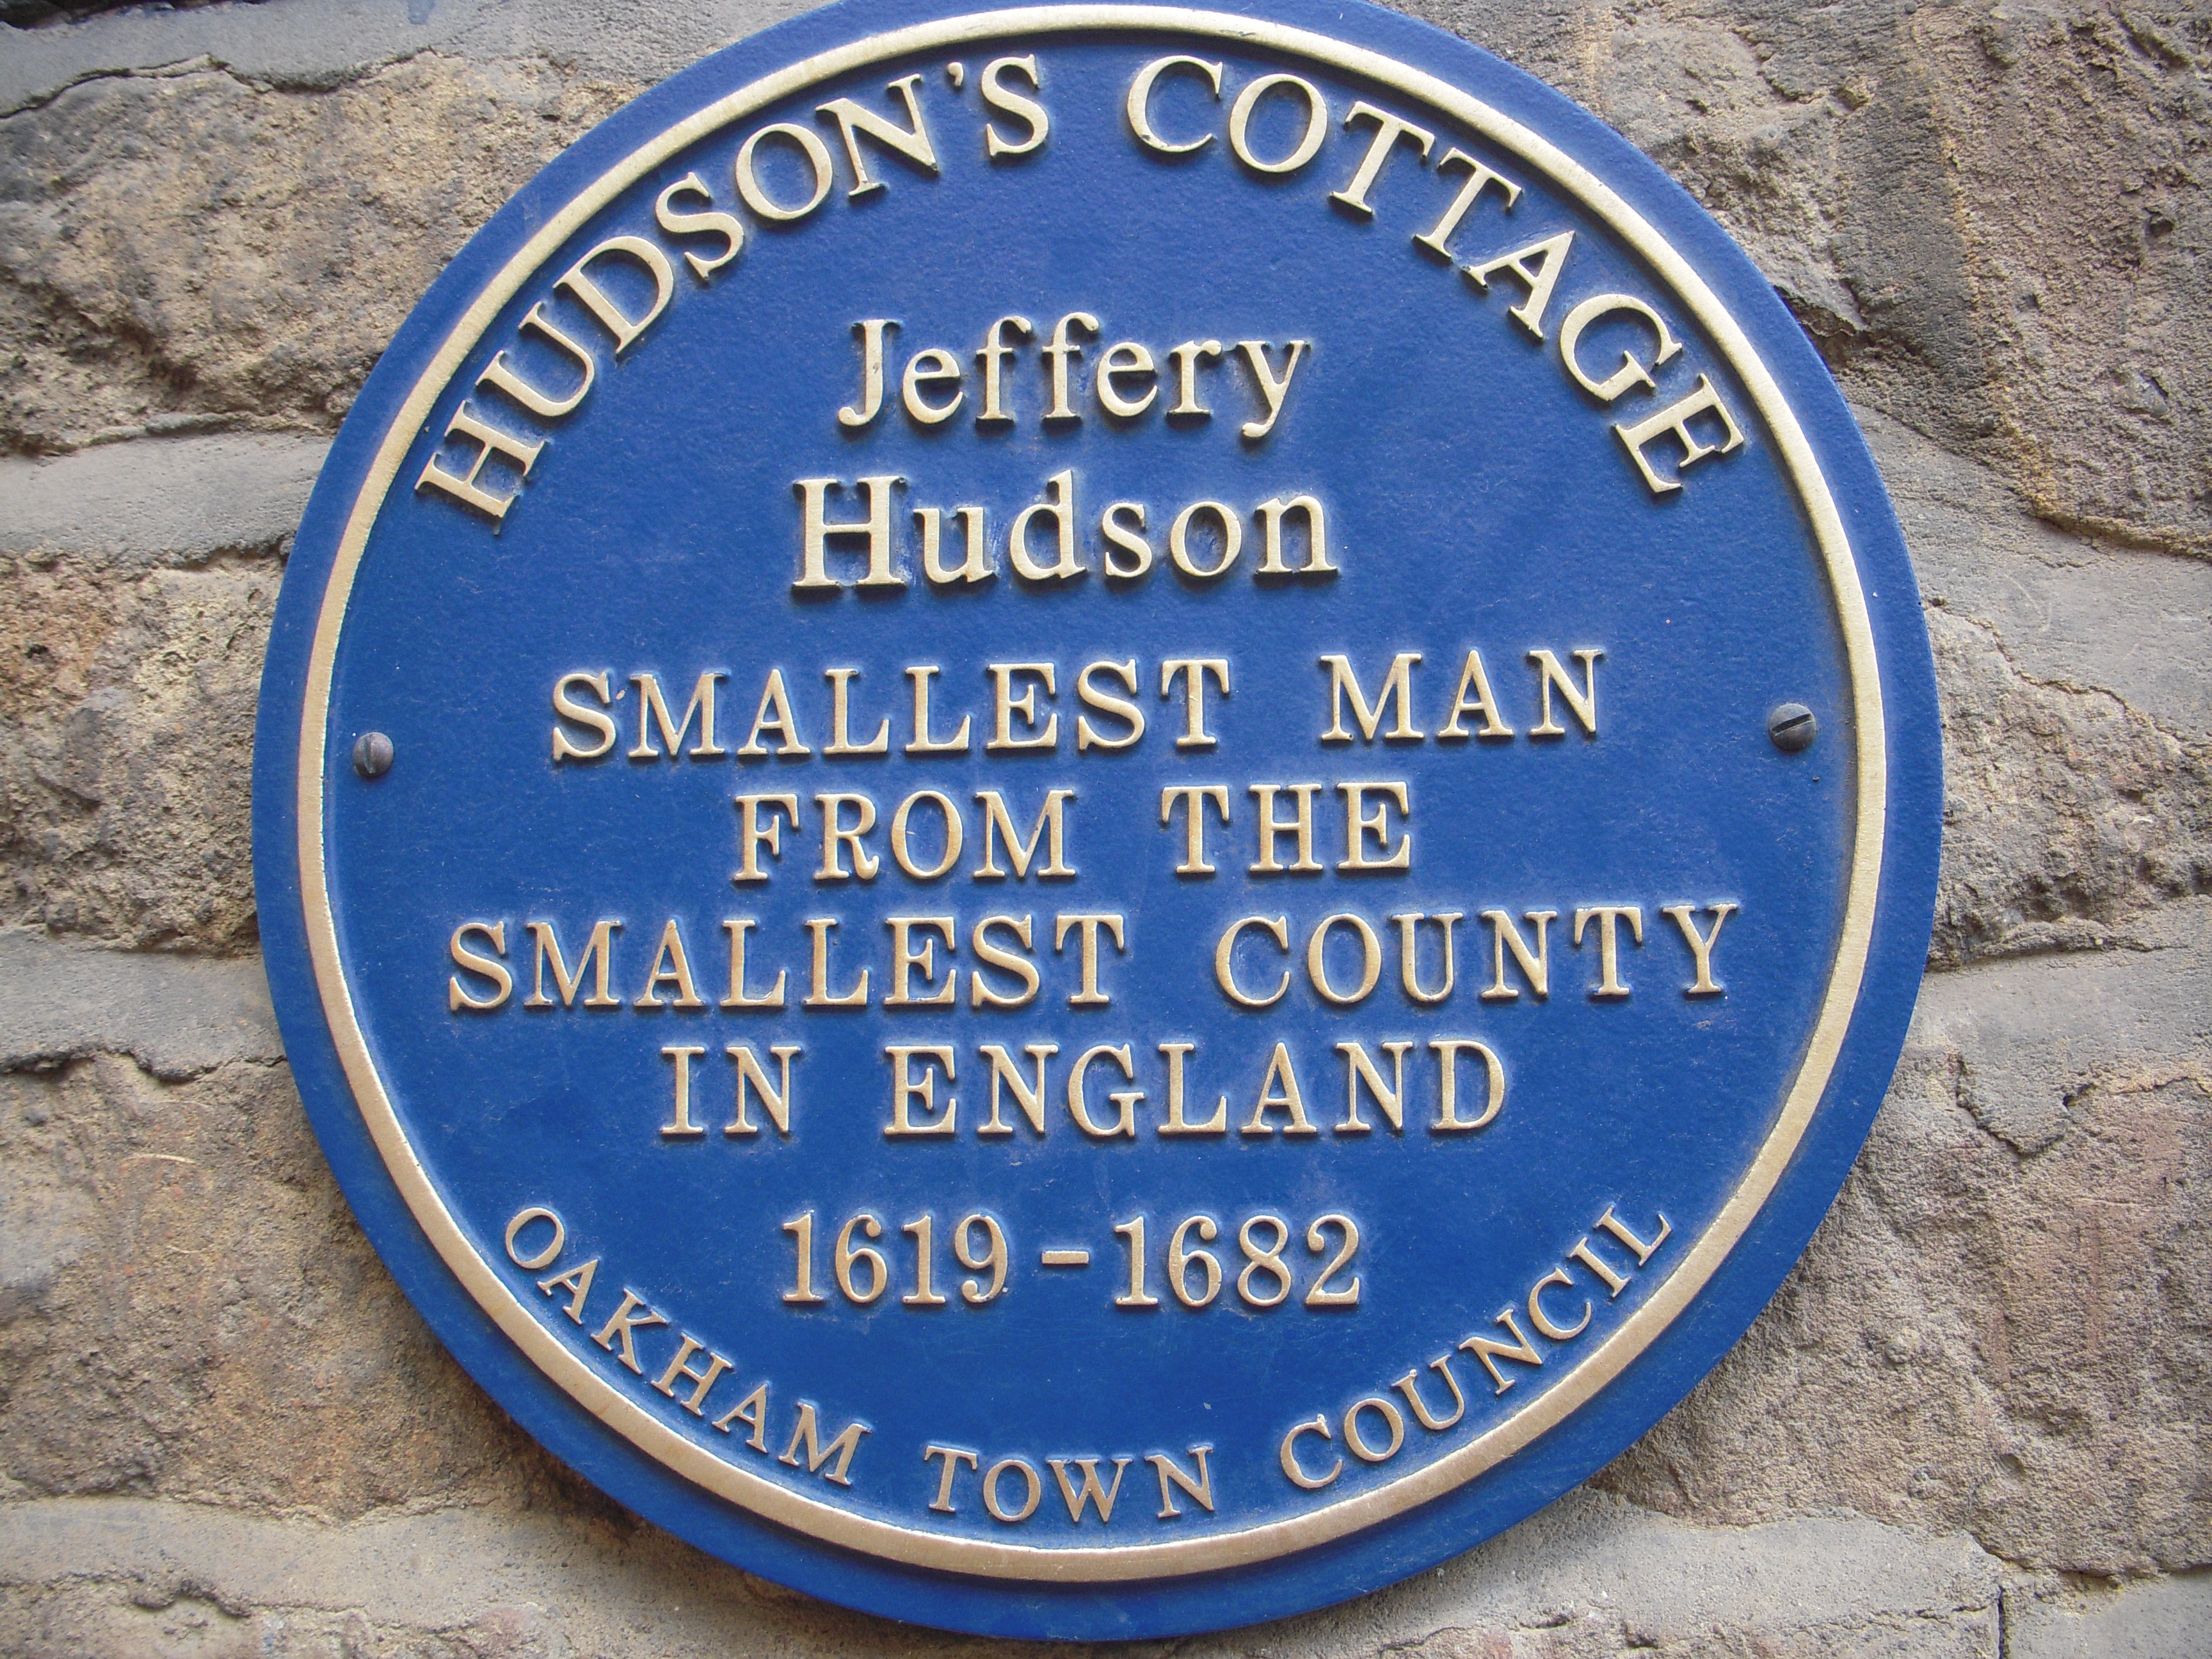 HUDSON'S COTTAGE
Jeffery
Hudson
SMALLEST MAN
FROM THE
SMALLEST COUNTY
IN ENGLAND
1619-1682
OAKHAM TOWN COUNCIL